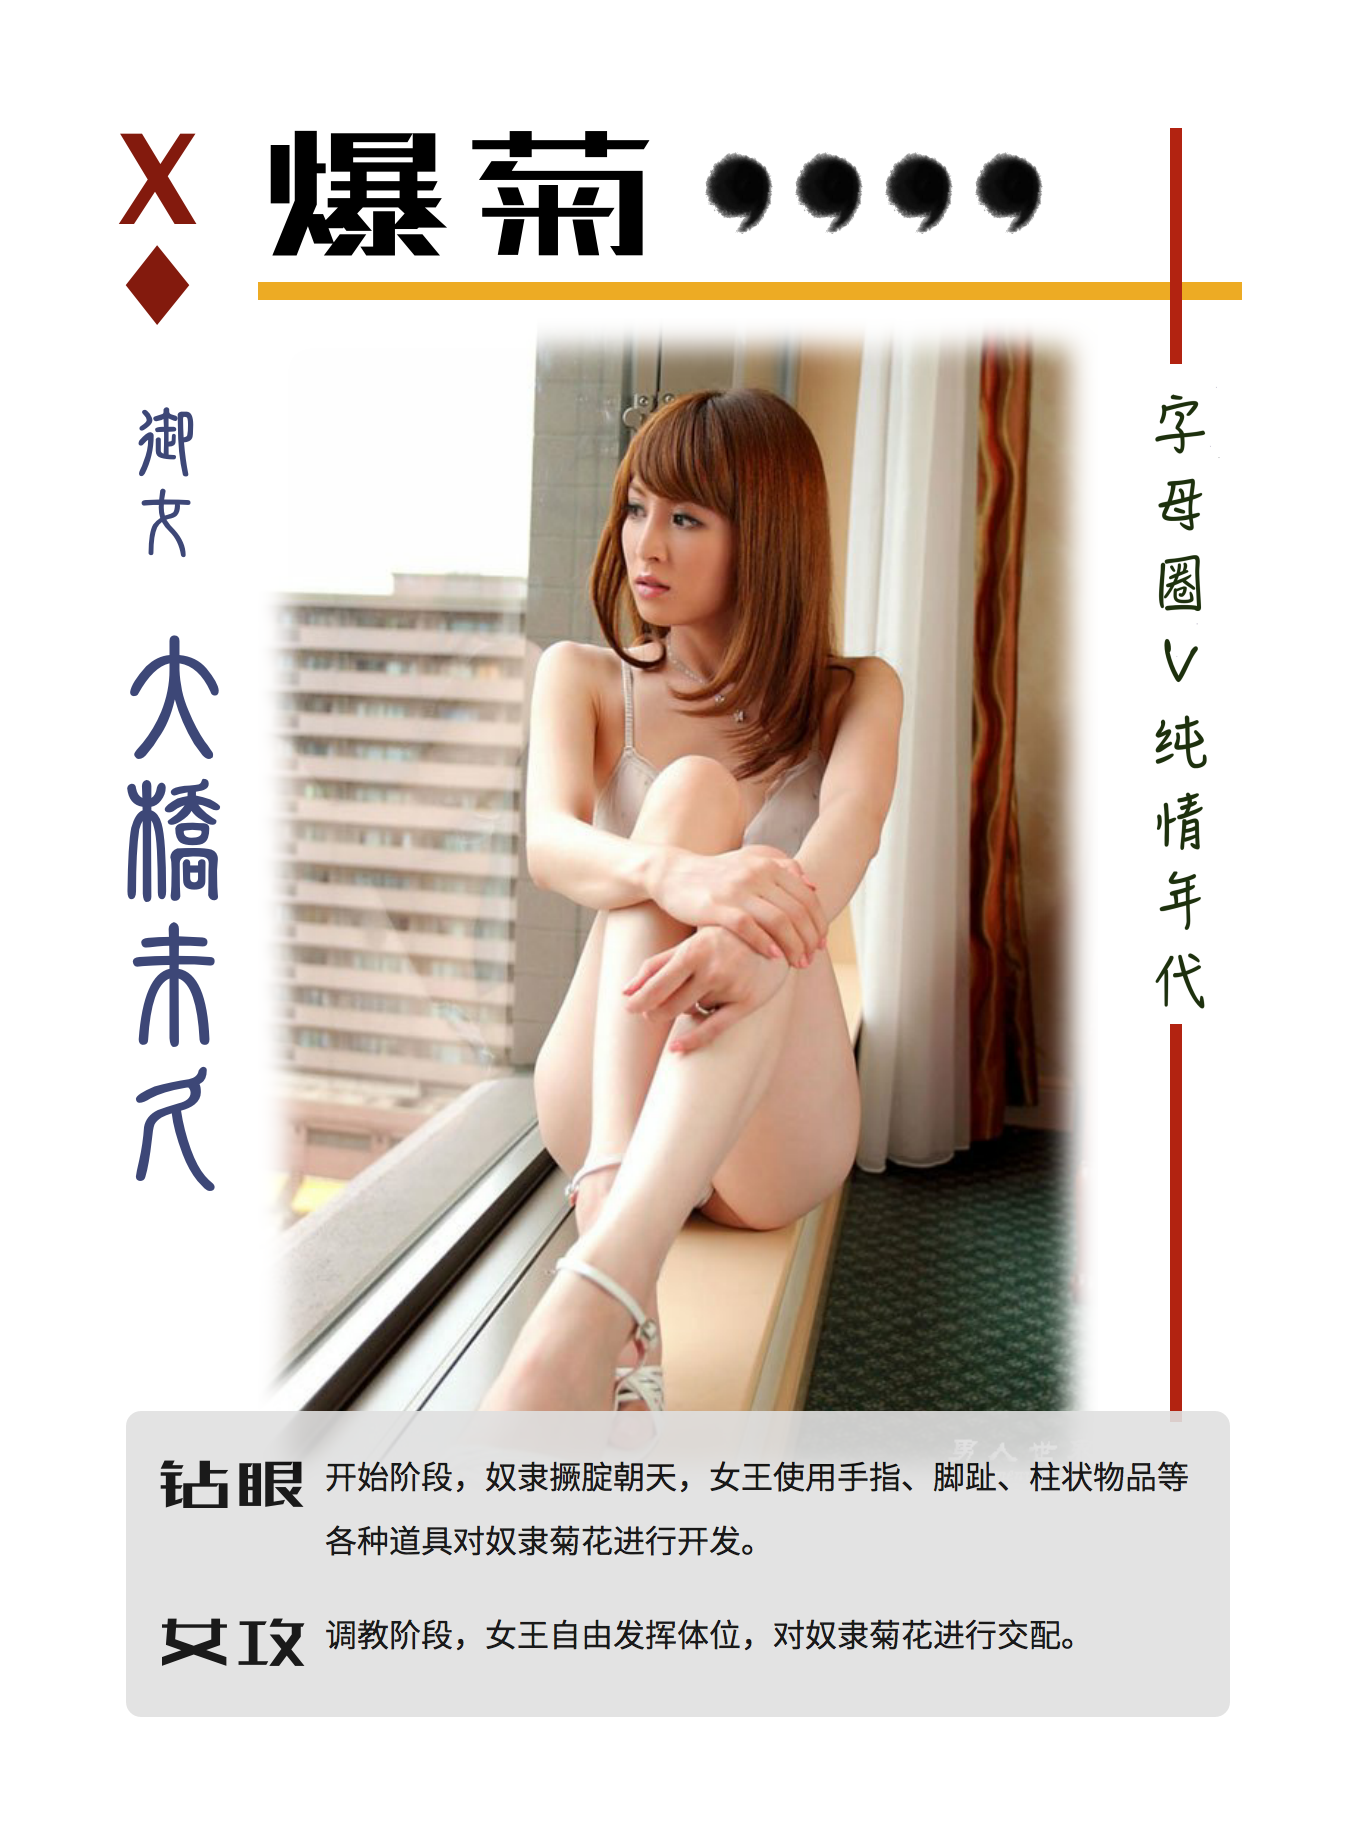 X
爆菊
御女
大橋未久
字母圈V纯情年代
钻眼 开始阶段，奴隶撅腚朝天，女王使用手指、脚趾、柱状物品等
各种道具对奴隶菊花进行开发。
女攻 调教阶段，女王自由发挥体位，对奴隶菊花进行交配。